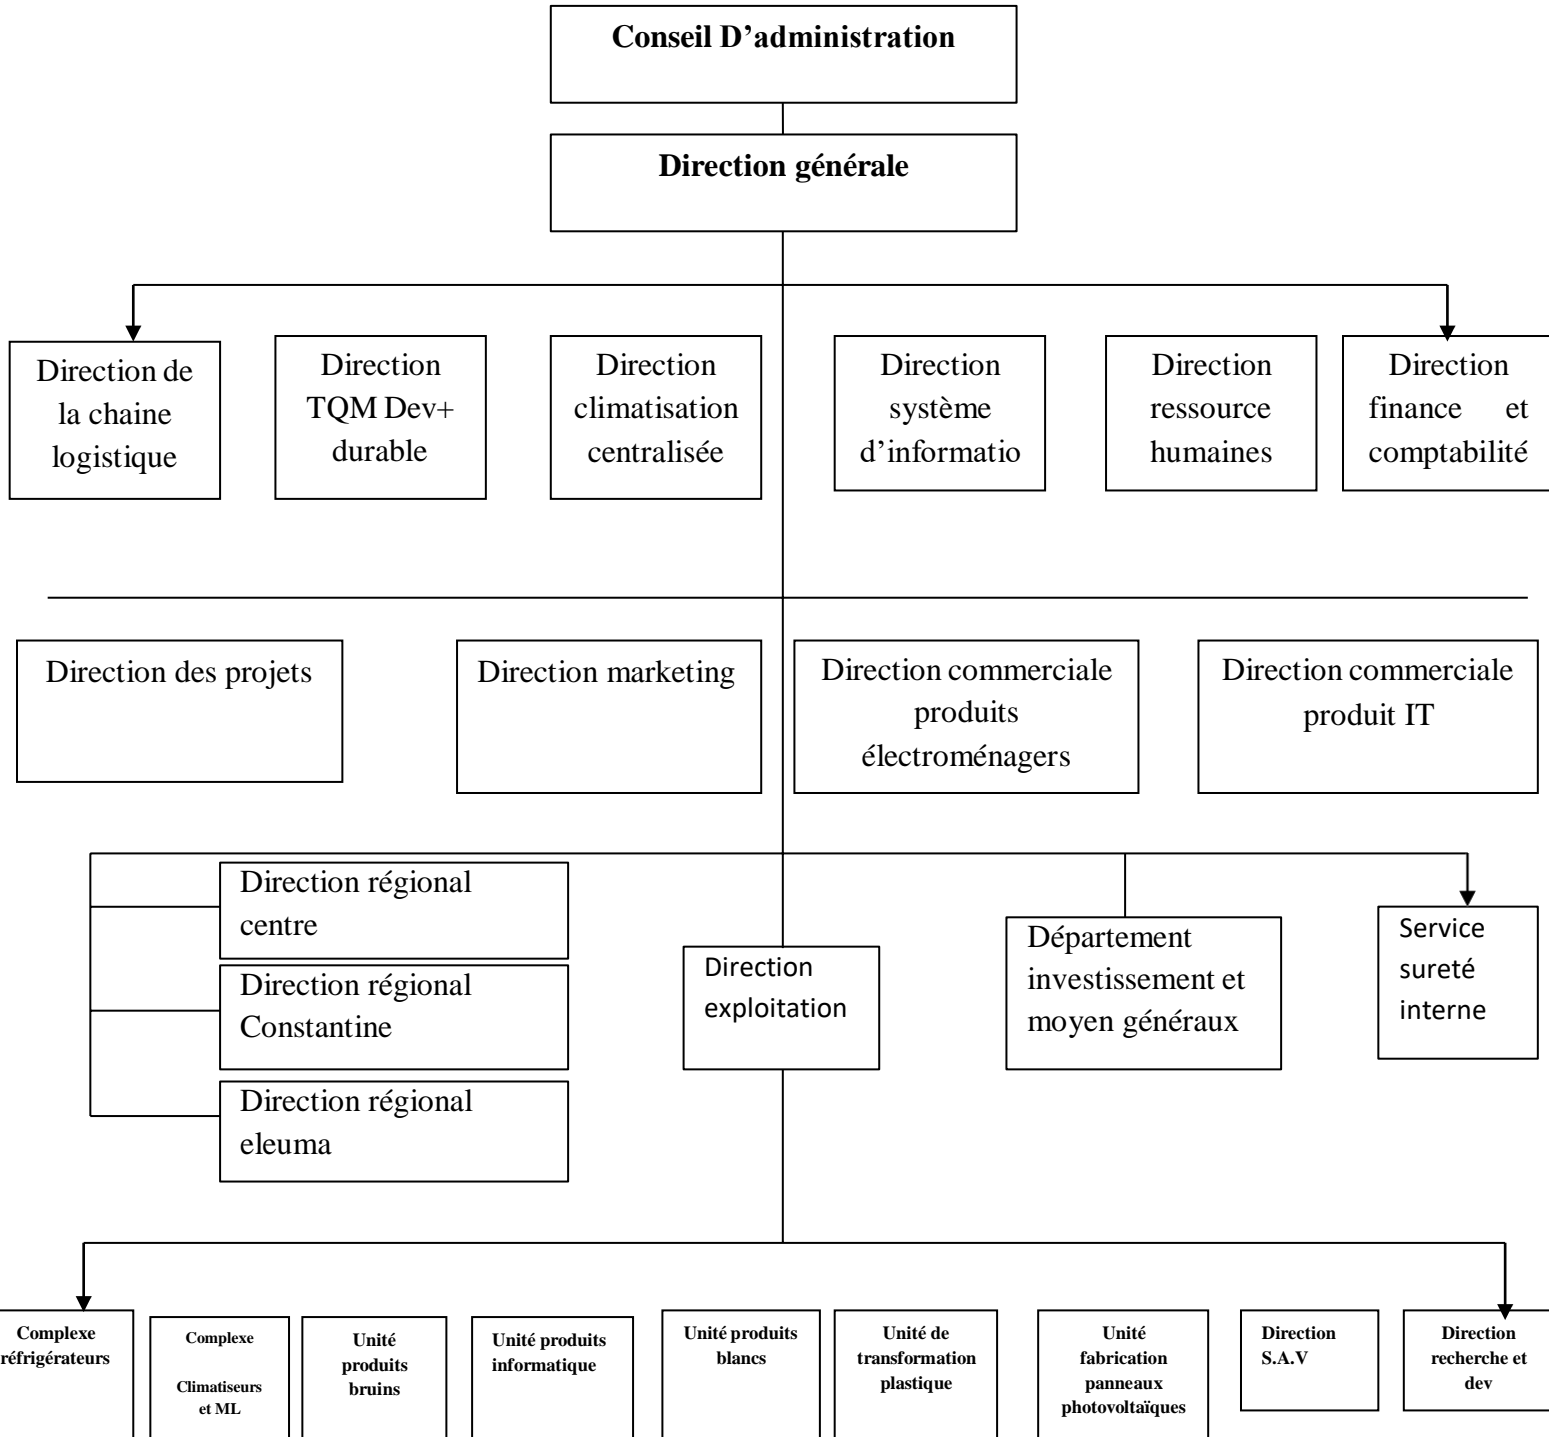 Conseil D’administration
Direction générale
Direction de
la chaine
logistique
Direction
TQM Dev+
durable
Direction
climatisation
centralisée
Direction
système
d’informatio
Direction
ressource
humaines
Direction
finance et
comptabilité
Direction des projets
Direction marketing
Direction commerciale
produits
électroménagers
Direction commerciale
produit IT
Direction régional
centre
Direction régional
Constantine
Direction régional
eleuma
Direction
exploitation
Département
investissement et
moyen généraux
Service
sureté
interne
Complexe
réfrigérateurs
Complexe
Climatiseurs
et ML
Unité
produits
bruins
Unité produits
informatique
Unité produits
blancs
Unité de
transformation
plastique
Unité
fabrication
panneaux
photovoltaïques
Direction
S.A.V
Direction
recherche et
dev